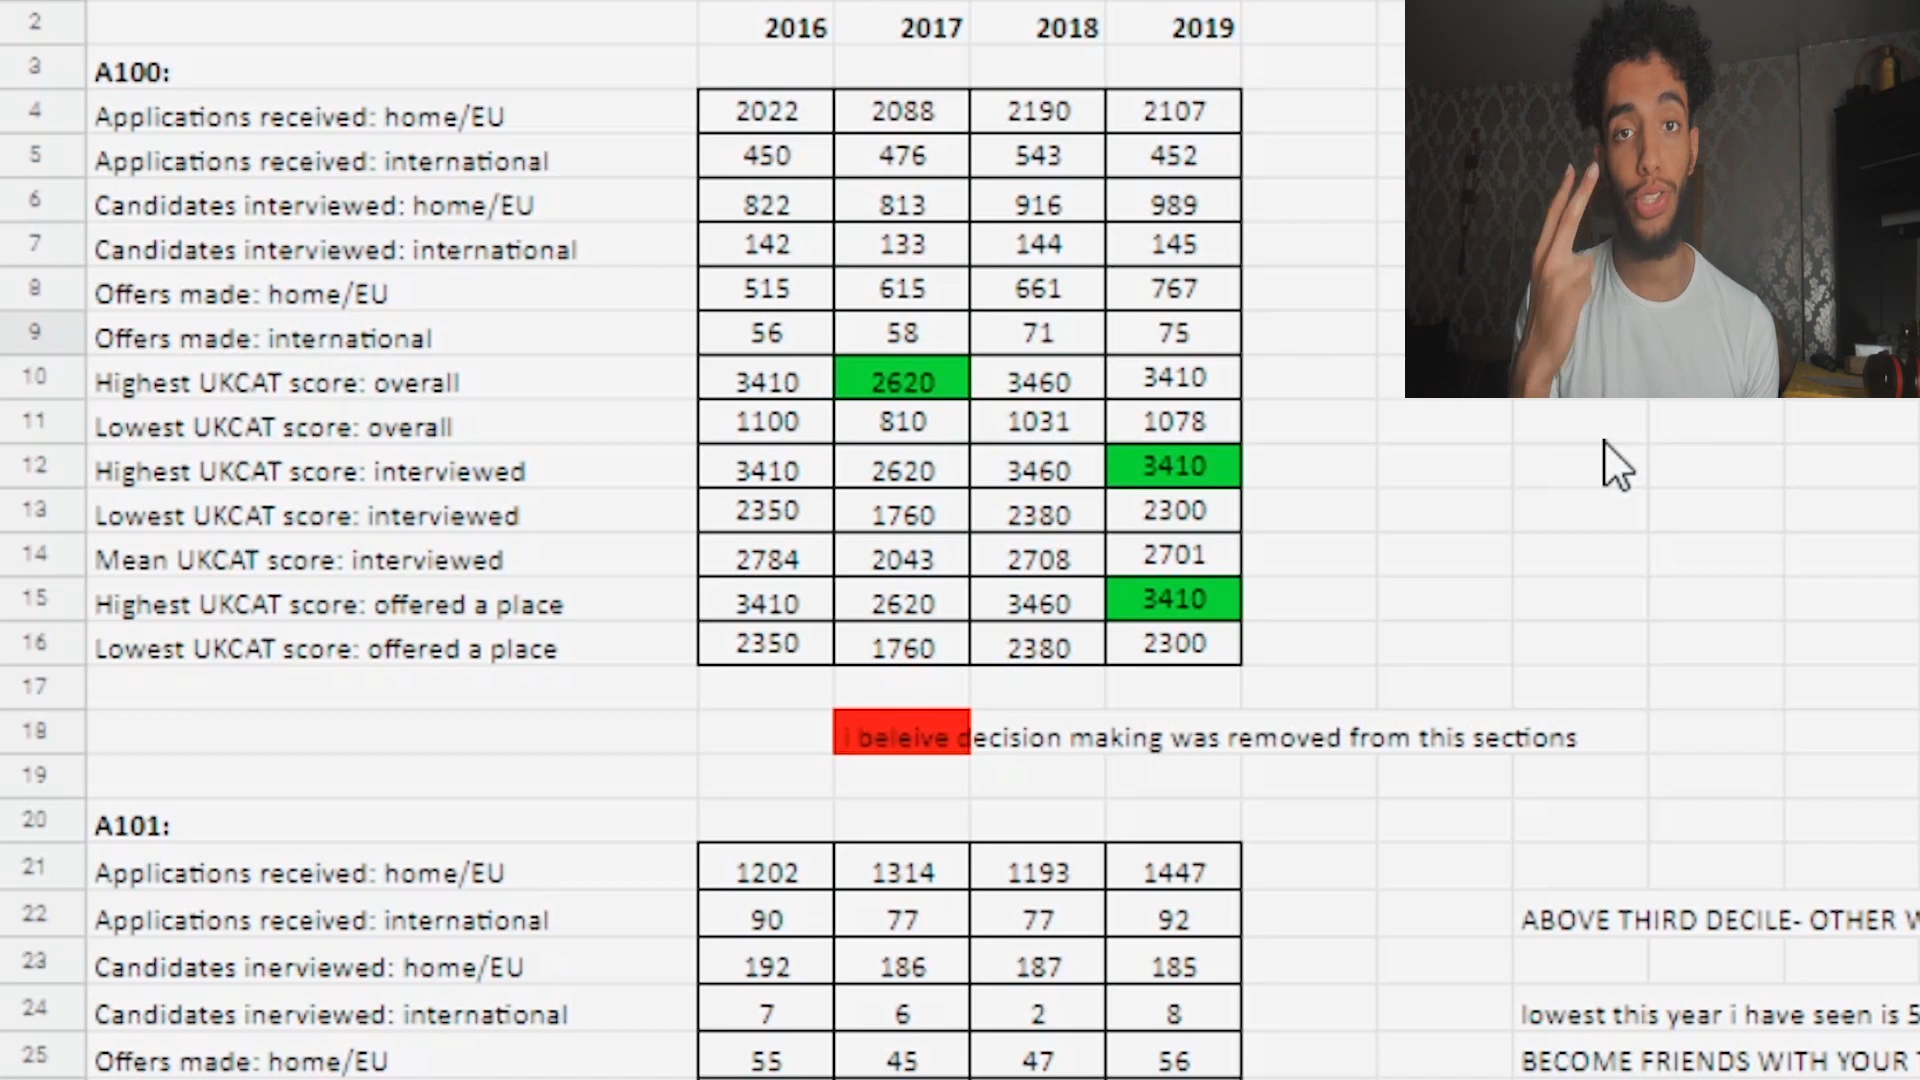 2 2016 2017 2018 2019
3 A100:
4 Applications received: home/EU 2022 2088 2190 2107
5 Applications received: international 450 476 543 452
6 Candidates interviewed: home/EU 822 813 916 989
7 Candidates interviewed: international 142 133 144 145
8 Offers made: home/EU 515 615 661 767
9 Offers made: international 56 58 71 75
10 Highest UKCAT score: overall 3410 2620 3460 3410
11 Lowest UKCAT score: overall 1100 810 1031 1078
12 Highest UKCAT score: interviewed 3410 2620 3460 3410
13 Lowest UKCAT score: interviewed 2350 1760 2380 2300
14 Mean UKCAT score: interviewed 2784 2043 2708 2701
15 Highest UKCAT score: offered a place 3410 2620 3460 3410
16 Lowest UKCAT score: offered a place 2350 1760 2380 2300
17
18 i beleive decision making was removed from this sections
19
20 A101:
21 Applications received: home/EU 1202 1314 1193 1447
22 Applications received: international 90 77 77 92 ABOVE THIRD DECILE- OTHER
23 Candidates inerviewed: home/EU 192 186 187 185
24 Candidates inerviewed: international 7 6 2 8 lowest this year i have seen is
25 Offers made: home/EU 55 45 47 56 BECOME FRIENDS WITH YOUR